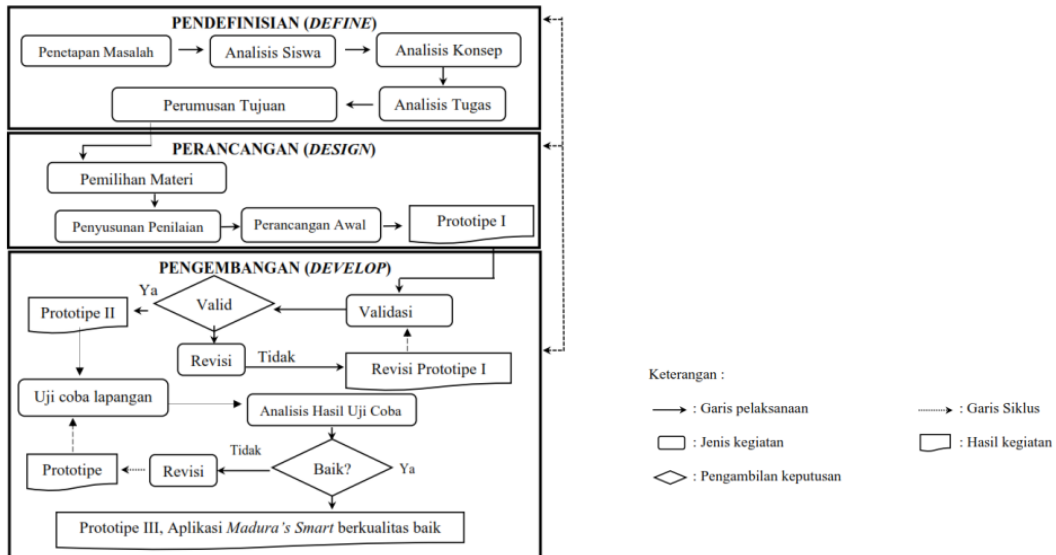 PENDEFINISIAN (DEFINE)
Penetapan Masalah
Analisis Siswa
Analisis Konsep
Perumusan Tujuan
Analisis Tugas
PERANCANGAN (DESIGN)
Pemilihan Materi
Penyusunan Penilaian
Perancangan Awal
Prototipe I
PENGEMBANGAN (DEVELOP)
Ya
Valid
Validasi
Prototipe II
Revisi
Tidak
Revisi Prototipe I
Uji coba lapangan
Analisis Hasil Uji Coba
Tidak
Prototipe
Revisi
Baik?
Ya
Prototipe III, Aplikasi Madura's Smart berkualitas baik
Keterangan :
: Garis pelaksanaan
: Garis Siklus
: Jenis kegiatan
: Hasil kegiatan
: Pengambilan keputusan